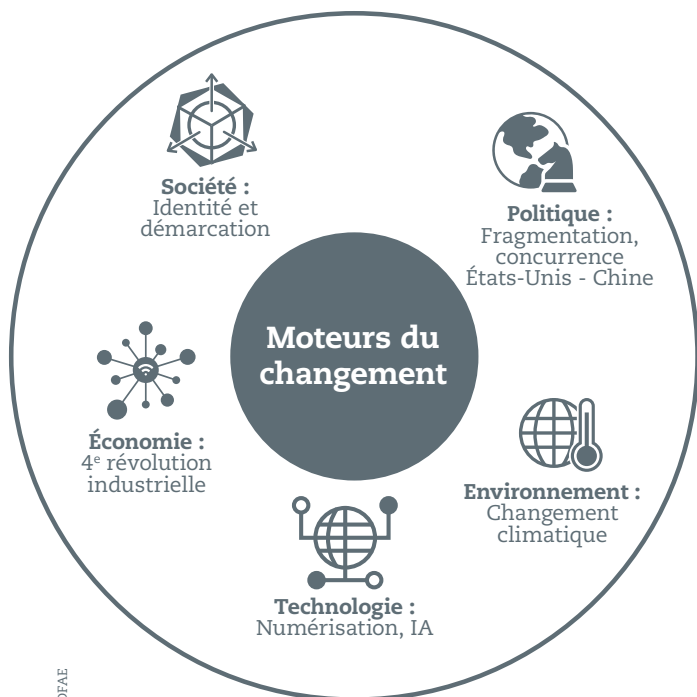 Société :
Identité et
démarcation
Politique :
Fragmentation,
concurrence
États-Unis - Chine
Moteurs du
changement
Économie :
4e révolution
industrielle
Environnement :
Changement
climatique
Technologie :
Numérisation, IA